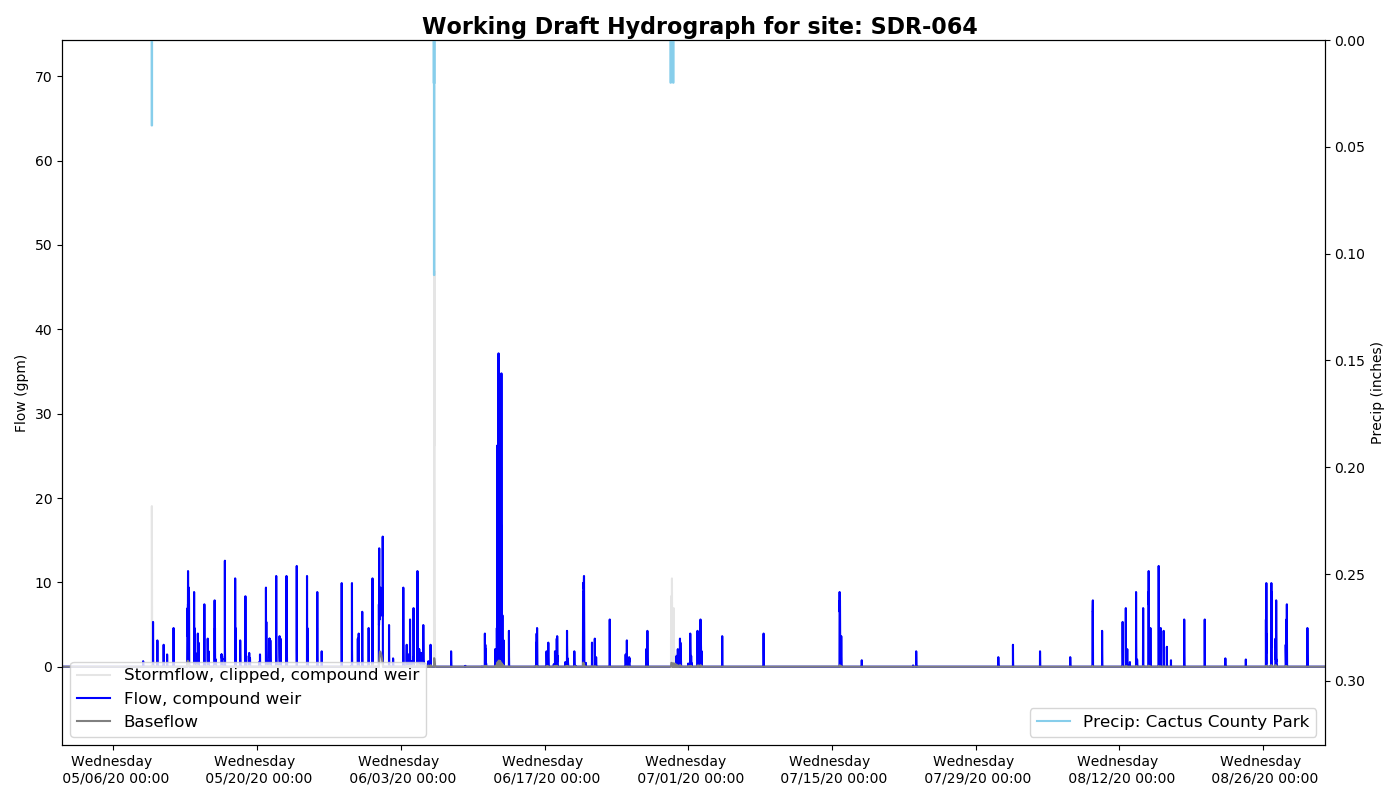 Working Draft Hydrograph for site: SDR-064
0.00
70
0.05
60
50
0.10
40
0.15
Flow (gpm)
Precip (inches)
30
0.20
20
0.25
10
0
0.30
Stormflow, clipped, compound weir
Flow, compound weir
Baseflow
Precip: Cactus County Park
Wednesday Wednesday Wednesday Wednesday Wednesday Wednesday Wednesday Wednesday Wednesday
05/06/20 00:00 05/20/20 00:00 06/03/20 00:00 06/17/20 00:00 07/01/20 00:00 07/15/20 00:00 07/29/20 00:00 08/12/20 00:00 08/26/20 00:00